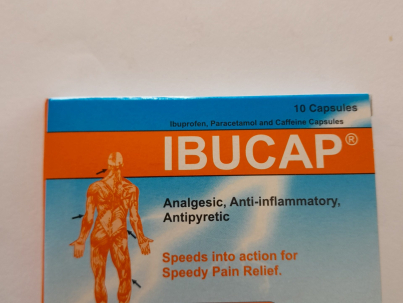 10 Capsules
Ibuprofen, Paracetamol and Caffeine Capsules
IBUCAP®
Analgesic, Anti-inflammatory,
Antipyretic
Speeds into action for
Speedy Pain Relief.